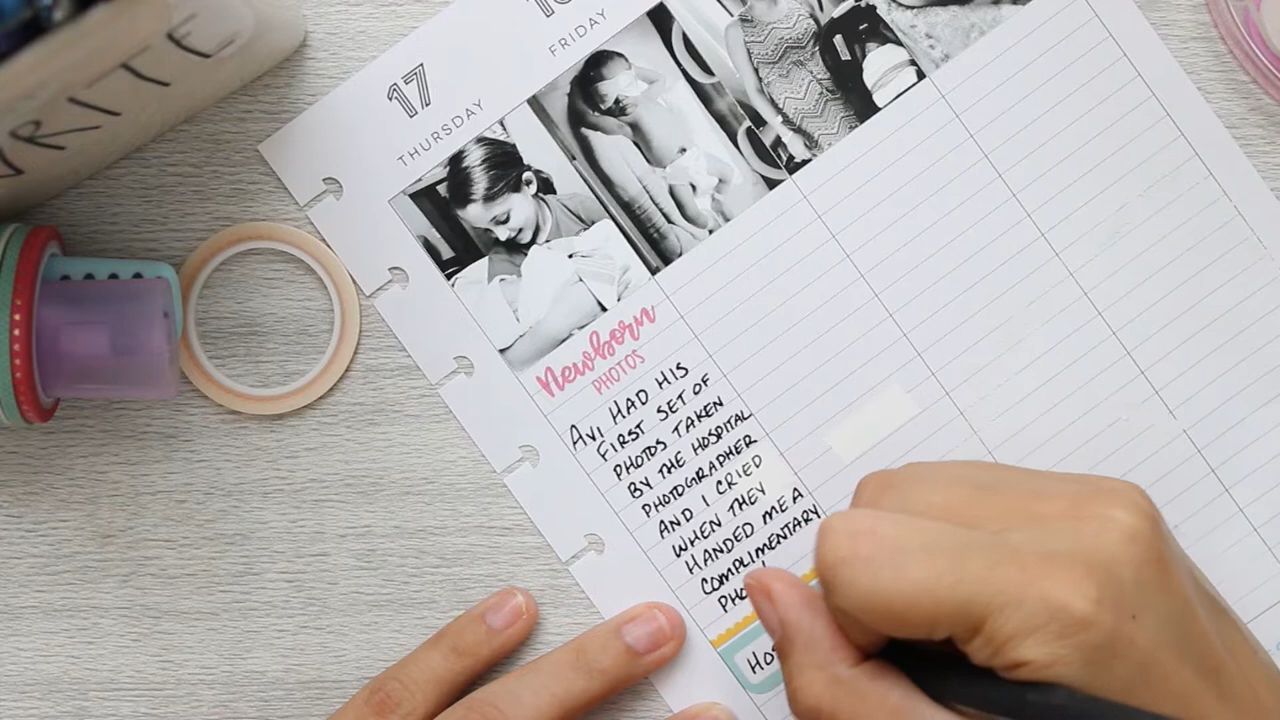 WRITE
17
THURSDAY
FRIDAY
Newborn
PHOTOS
AVI HAD HIS
FIRST SET OF
PHOTOS TAKEN
BY THE HOSPITAL
PHOTOGRAPHER
AND I CRIED
WHEN THEY
HANDED ME A
COMPLIMENTARY